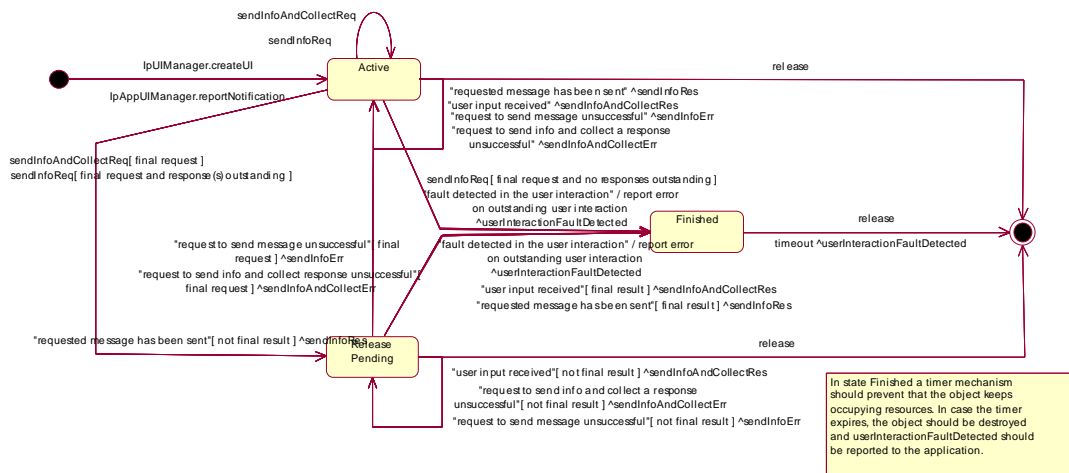 sendInfoAndCollectReq
sendInfoReq
IpUIManager.createUI
Active
release
IpAppUIManager.reportNotification
"requested message has been sent" ^sendInfoRes
"user input received" ^sendInfoAndCollectRes
"request to send message unsuccessful" ^sendInfoErr
"request to send info and collect a response
unsuccessful" ^sendInfoAndCollectErr
sendInfoAndCollectReq[ final request ]
sendInfoReq[ final request and response(s) outstanding ]
sendInfoReq[ final request and no responses outstanding ]
"fault detected in the user interaction" / report error
on outstanding user interaction
^userInteractionFaultDetected
Finished
release
timeout ^userInteractionFaultDetected
"request to send message unsuccessful"[ final
request ] ^sendInfoErr
"request to send info and collect response unsuccessful"[
final request ] ^sendInfoAndCollectErr
"fault detected in the user interaction" / report error
on outstanding user interaction
^userInteractionFaultDetected
"user input received"[ final result ] ^sendInfoAndCollectRes
"requested message has been sent"[ final result ] ^sendInfoRes
"requested message has been sent"[ not final result ] ^sendInfoRes
Release
Pending
release
"user input received"[ not final result ] ^sendInfoAndCollectRes
"request to send info and collect a response
unsuccessful"[ not final result ] ^sendInfoAndCollectErr
"request to send message unsuccessful"[ not final result ] ^sendInfoErr
In state Finished a timer mechanism
should prevent that the object keeps
occupying resources. In case the timer
expires, the object should be destroyed
and userInteractionFaultDetected should
be reported to the application.